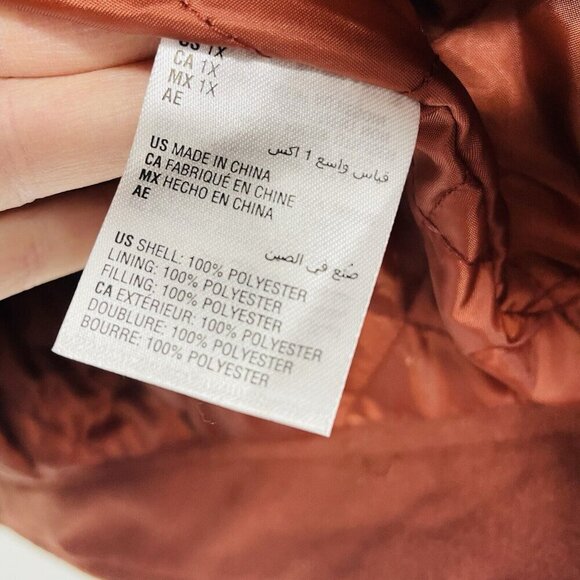 US 1X
CA 1X
MX 1X
AE
قياس واسع 1 اكس
US MADE IN CHINA
CA FABRIQUÉ EN CHINE
MX HECHO EN CHINA
AE
صُنع في الصين
US SHELL: 100% POLYESTER
LINING: 100% POLYESTER
FILLING: 100% POLYESTER
CA EXTÉRIEUR: 100% POLYESTER
DOUBLURE: 100% POLYESTER
BOURRE: 100% POLYESTER